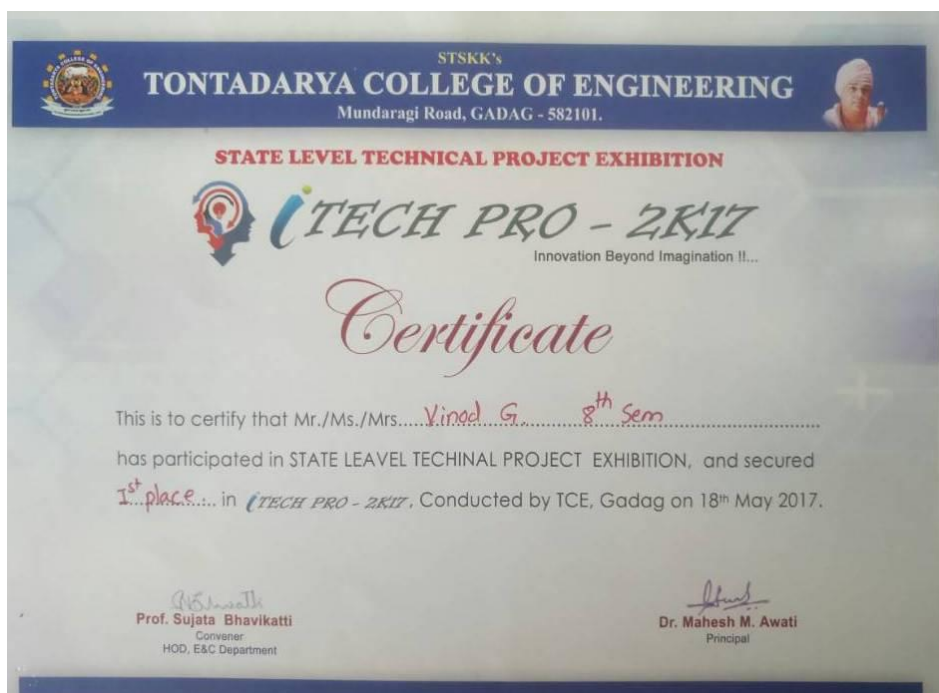 STSKK's
TONTADARYA COLLEGE OF ENGINEERING
Mundaragi Road, GADAG - 582101.
STATE LEVEL TECHNICAL PROJECT EXHIBITION
iTECH PRO - 2K17
Innovation Beyond Imagination !!...
Certificate
This is to certify that Mr./Ms./Mrs.....Vinod G. 8th Sem
has participated in STATE LEAVEL TECHINAL PROJECT EXHIBITION, and secured
Ist place in iTECH PRO - 2K17, Conducted by TCE, Gadag on 18th May 2017.
Prof. Sujata Bhavikatti
Convener
HOD, E&C Department
Dr. Mahesh M. Awati
Principal